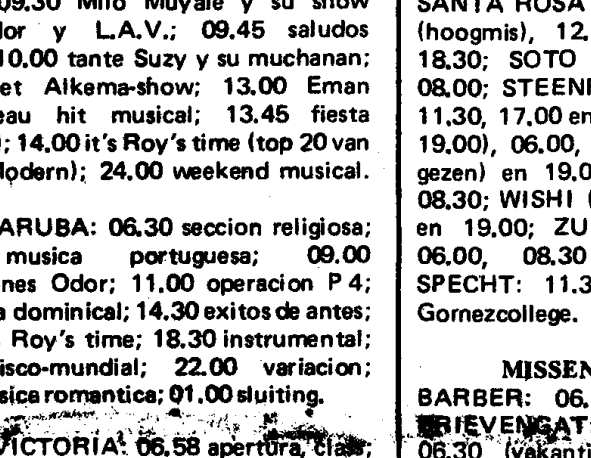 09.30 Milo Muyale y su show
dor y L.A.V.; 09.45 saludos
10.00 tante Suzy y su muchanan;
et Alkema-show; 13.00 Eman
eau hit musical; 13.45 fiesta
; 14.00 it's Roy's time (top 20 van
Modern); 24.00 weekend musical.
ARUBA: 06.30 seccion religiosa;
musica portuguesa; 09.00
nes Odor; 11.00 operacion P 4;
a dominical; 14.30 exitos de antes;
Roy's time; 18.30 instrumental;
isco-mundial; 22.00 variacion;
sica romantica; 01.00 sluiting.
VICTORIA: 06.58 apertura, clas;
SANTA ROSA
(hoogmis), 12.
18.30; SOTO
08.00; STEEN
11.30, 17.00 en
19.00), 06.00,
gezen) en 19.0
08.30; WISHI (
en 19.00; ZU
06.00, 08.30
SPECHT: 11.3
Gomezcollege.
MISSEN
BARBER: 06.
BRIEVENGAT:
06.30 (vakanti